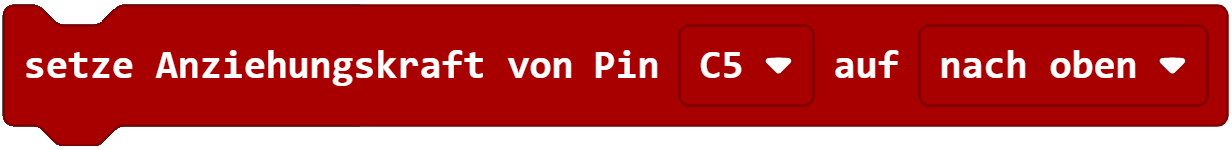 setze Anziehungskraft von Pin C5 auf nach oben